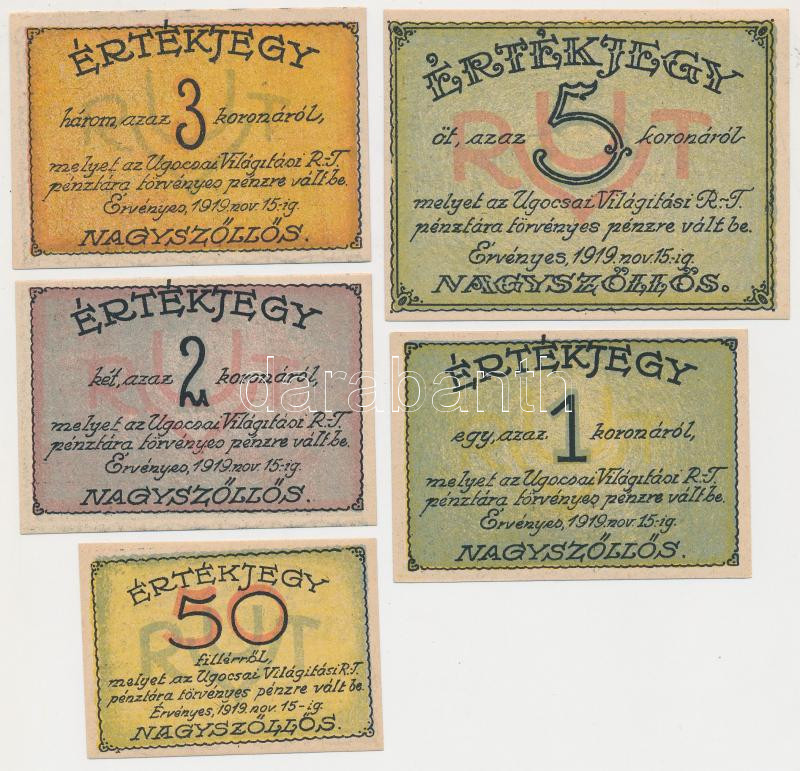 ÉRTÉKJEGY
három, azaz 3 koronáról,
melyet az Ugocsai Világitási R.-T.
pénztára törvényes pénzre vált be.
Érvényes, 1919. nov. 15-ig.
NAGYSZŐLLŐS.
RUT
ÉRTÉKJEGY
öt, azaz 5 koronáról
melyet az Ugocsai Világitási R.-T.
pénztára törvényes pénzre vált be.
Érvényes, 1919. nov. 15-ig.
NAGYSZŐLLŐS.
RUT
ÉRTÉKJEGY
két, azaz 2 koronáról,
melyet az Ugocsai Világitási R.-T.
pénztára törvényes pénzre vált be.
Érvényes, 1919. nov. 15-ig.
NAGYSZŐLLŐS.
RUT
ÉRTÉKJEGY
egy, azaz 1 koronáról,
melyet az Ugocsai Világitási R.-T.
pénztára törvényes pénzre vált be.
Érvényes, 1919. nov. 15-ig.
NAGYSZŐLLŐS.
RUT
ÉRTÉKJEGY
50
fillérről,
melyet az Ugocsai Világitási R.-T.
pénztára törvényes pénzre vált be.
Érvényes, 1919. nov. 15-ig.
NAGYSZŐLLŐS.
RUT
darabanth